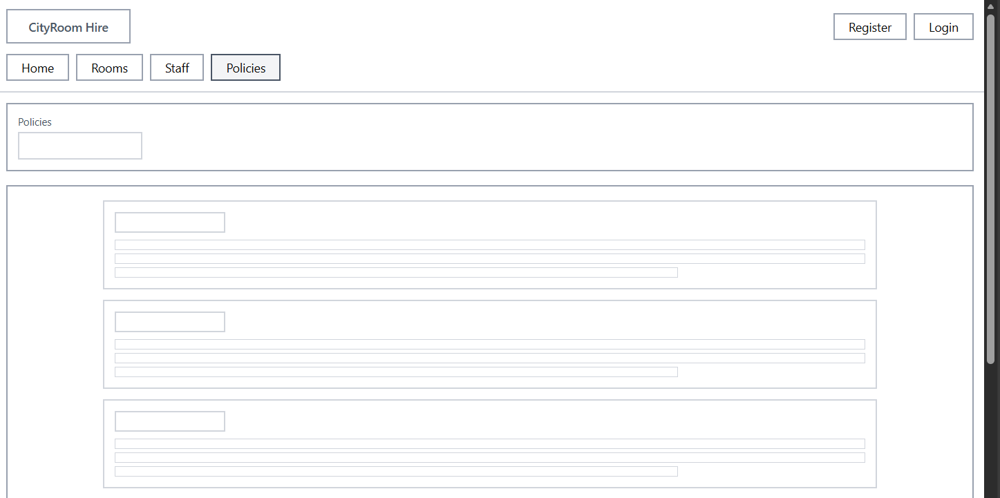 CityRoom Hire
Register
Login
Home
Rooms
Staff
Policies
Policies